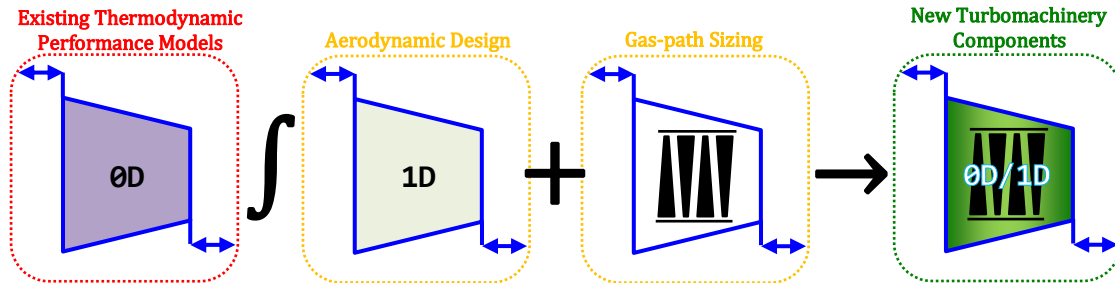 Existing Thermodynamic
Performance Models
Aerodynamic Design
Gas-path Sizing
New Turbomachinery
Components
0D
∫
1D
+
→
0D/1D